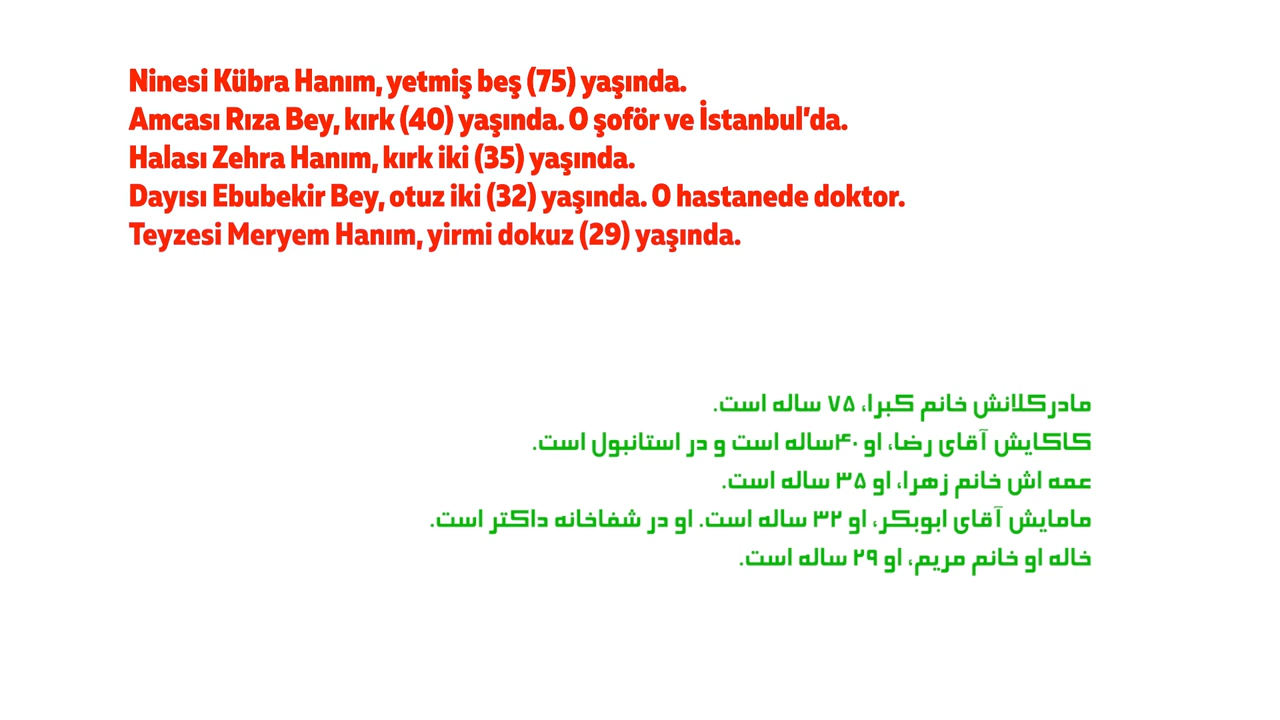 Ninesi Kübra Hanım, yetmiş beş (75) yaşında.
Amcası Rıza Bey, kırk (40) yaşında. O şoför ve İstanbul'da.
Halası Zehra Hanım, kırk iki (35) yaşında.
Dayısı Ebubekir Bey, otuz iki (32) yaşında. O hastanede doktor.
Teyzesi Meryem Hanım, yirmi dokuz (29) yaşında.
مادرکلانش خانم کبرا، ۷۵ ساله است.
کاکایش آقای رضا، او ۴۰ساله است و در استانبول است.
عمه اش خانم زهرا، او ۳۵ ساله است.
مامایش آقای ابوبکر، او ۳۲ ساله است. او در شفاخانه داکتر است.
خاله او خانم مریم، او ۲۹ ساله است.